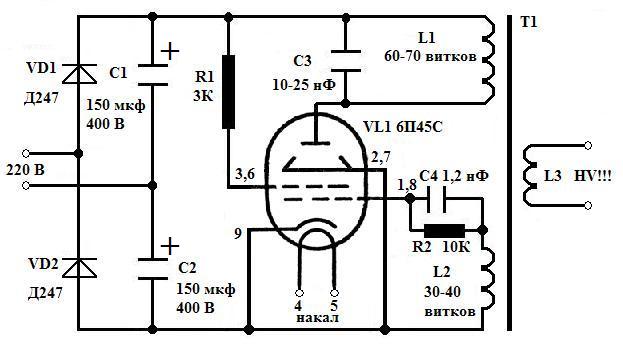 T1
L1
60-70 витков
C3
10-25 нФ
VD1
Д247
C1
150 мкф
400 В
R1
3К
VL1 6П45С
2,7
220 В
3,6
1,8
C4 1,2 нФ
L3 HV!!!
9
R2 10К
VD2
Д247
C2
150 мкф
400 В
L2
30-40
витков
4 5
накал